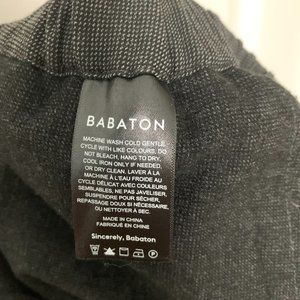 BABATON
MACHINE WASH COLD GENTLE
CYCLE WITH LIKE COLOURS, DO
NOT BLEACH, HANG TO DRY,
COOL IRON ONLY IF NEEDED,
OR DRY CLEAN. LAVER À LA
MACHINE À L'EAU FROIDE AU
CYCLE DÉLICAT AVEC COULEURS
SEMBLABLES, NE PAS JAVELLISER,
SUSPENDRE POUR SÉCHER,
REPASSAGE DOUX SI NÉCESSAIRE,
OU NETTOYER À SEC.
MADE IN CHINA
FABRIQUÉ EN CHINE
Sincerely, Babaton